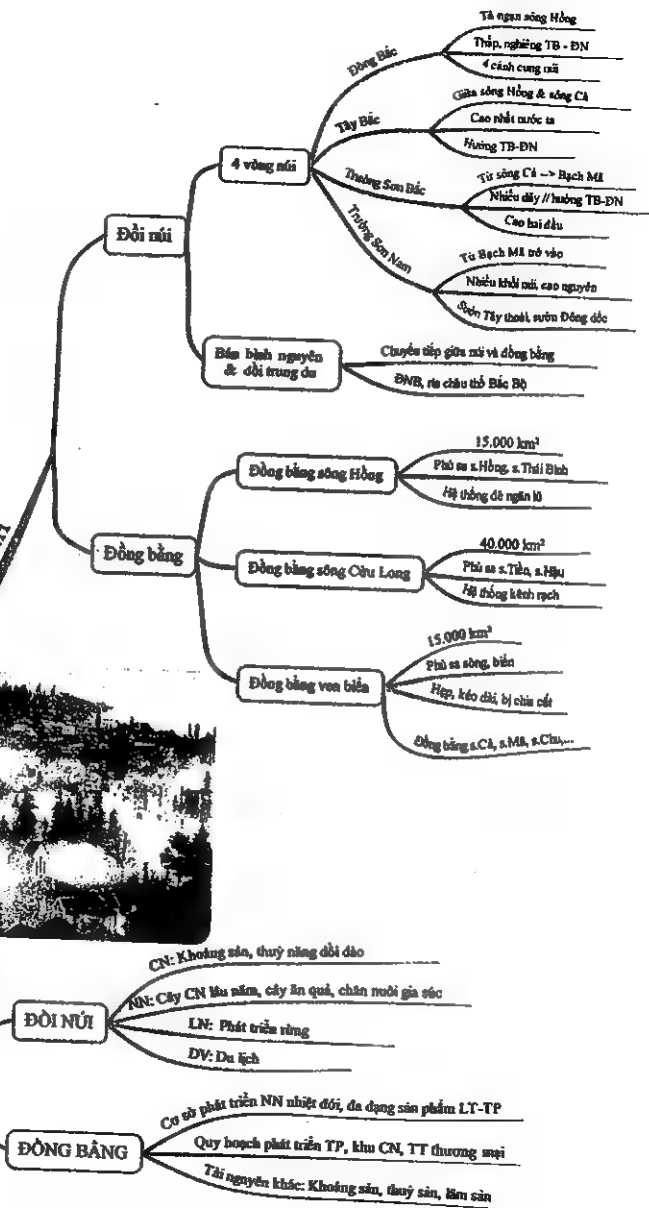 Đồi núi
4 vòng núi
Đông Bắc
Tả ngạn sông Hồng
Thấp, nghiêng TB - ĐN
4 cánh cung núi
Tây Bắc
Giữa sông Hồng & sông Cả
Cao nhất nước ta
Hướng TB-ĐN
Trường Sơn Bắc
Từ sông Cả --> Bạch Mã
Nhiều dãy // hướng TB-ĐN
Cao hai đầu
Trường Sơn Nam
Từ Bạch Mã trở vào
Nhiều khối núi, cao nguyên
Sườn Tây thoải, sườn Đông dốc
Bán bình nguyên
& đồi trung du
Chuyển tiếp giữa núi và đồng bằng
ĐNB, rìa châu thổ Bắc Bộ
Đồng bằng
Đồng bằng sông Hồng
15.000 km²
Phù sa s.Hồng, s.Thái Bình
Hệ thống đê ngăn lũ
Đồng bằng sông Cửu Long
40.000 km²
Phù sa s.Tiền, s.Hậu
Hệ thống kênh rạch
Đồng bằng ven biển
15.000 km²
Phù sa sông, biển
Hẹp, kéo dài, bị chia cắt
Đồng bằng s.Cả, s.Mã, s.Chu,...
ĐỒI NÚI
CN: Khoáng sản, thuỷ năng dồi dào
NN: Cây CN lâu năm, cây ăn quả, chăn nuôi gia súc
LN: Phát triển rừng
DV: Du lịch
ĐỒNG BẰNG
Cơ sở phát triển NN nhiệt đới, đa dạng sản phẩm LT-TP
Quy hoạch phát triển TP, khu CN, TT thương mại
Tài nguyên khác: Khoáng sản, thuỷ sản, lâm sản